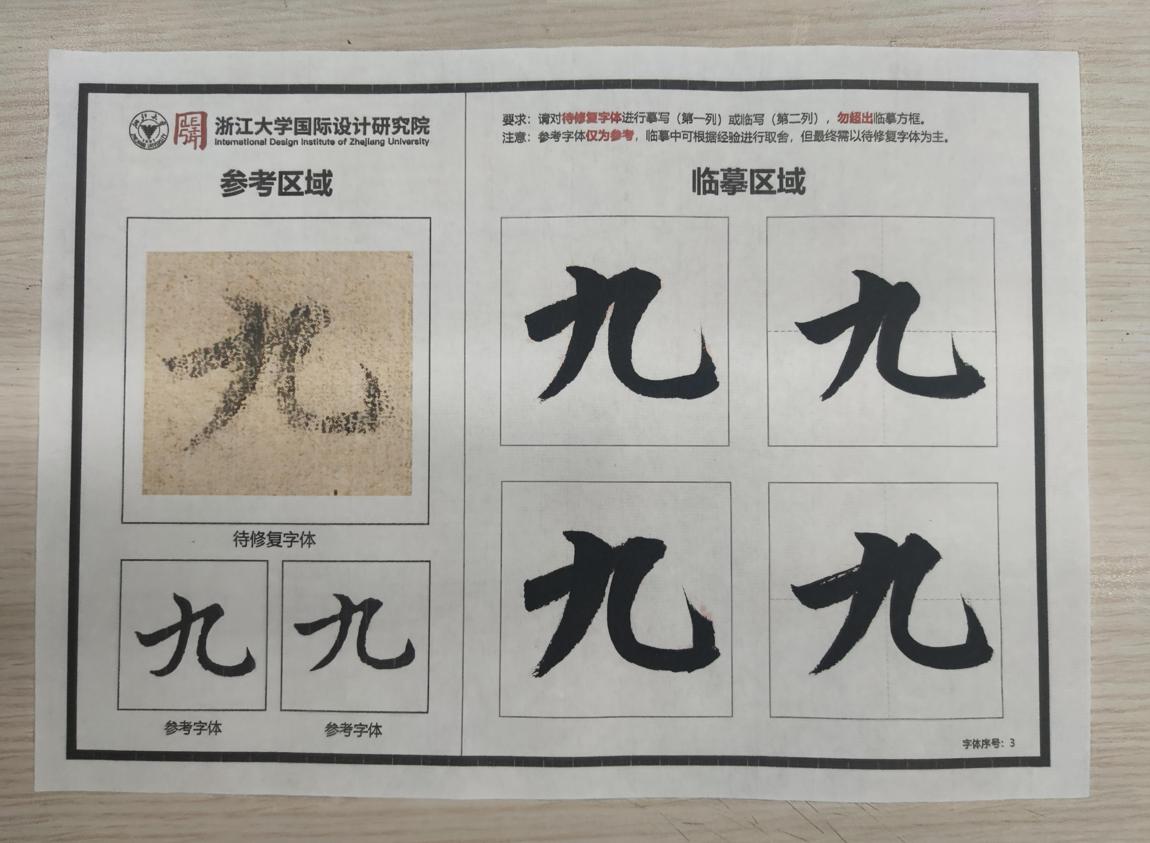 浙江大学国际设计研究院
International Design Institute of Zhejiang University
参考区域
九
待修复字体
九 九
参考字体 参考字体
要求：请对待修复字体进行摹写（第一列）或临写（第二列），勿超出临摹方框。
注意：参考字体仅为参考，临摹中可根据经验进行取舍，但最终需以待修复字体为主。
临摹区域
九 九
九 九
字体序号：3